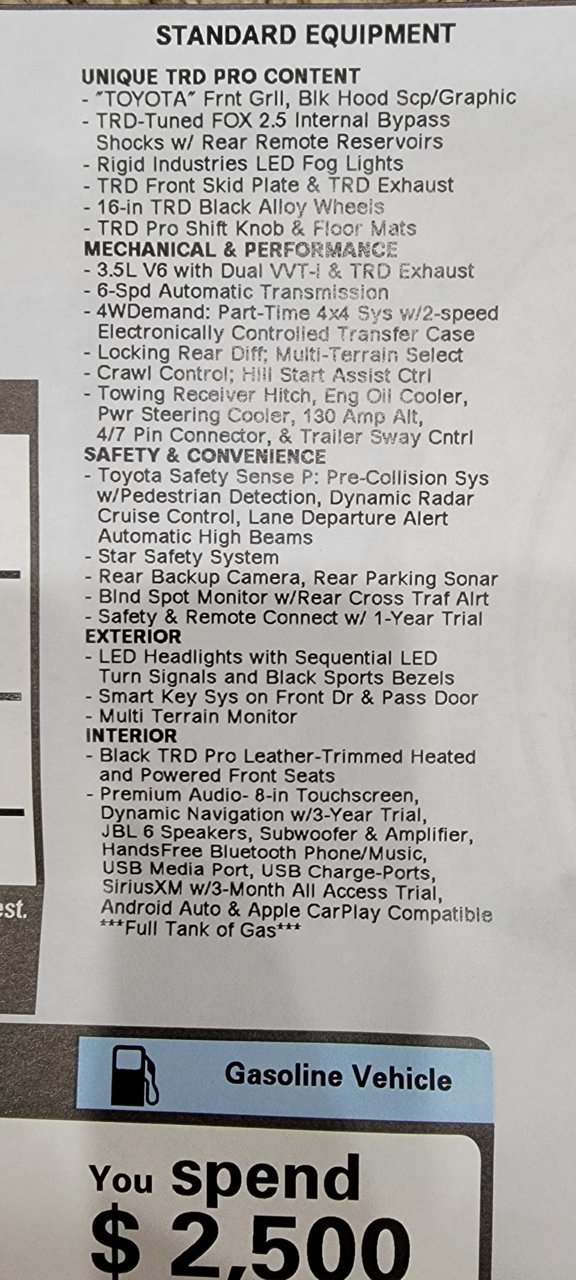 STANDARD EQUIPMENT
UNIQUE TRD PRO CONTENT
- "TOYOTA" Frnt Grll, Blk Hood Scp/Graphic
- TRD-Tuned FOX 2.5 Internal Bypass
Shocks w/ Rear Remote Reservoirs
- Rigid Industries LED Fog Lights
- TRD Front Skid Plate & TRD Exhaust
- 16-in TRD Black Alloy Wheels
- TRD Pro Shift Knob & Floor Mats
MECHANICAL & PERFORMANCE
- 3.5L V6 with Dual VVT-i & TRD Exhaust
- 6-Spd Automatic Transmission
- 4WDemand: Part-Time 4x4 Sys w/2-speed
Electronically Controlled Transfer Case
- Locking Rear Diff; Multi-Terrain Select
- Crawl Control; Hill Start Assist Ctrl
- Towing Receiver Hitch, Eng Oil Cooler,
Pwr Steering Cooler, 130 Amp Alt,
4/7 Pin Connector, & Trailer Sway Cntrl
SAFETY & CONVENIENCE
- Toyota Safety Sense P: Pre-Collision Sys
w/Pedestrian Detection, Dynamic Radar
Cruise Control, Lane Departure Alert
Automatic High Beams
- Star Safety System
- Rear Backup Camera, Rear Parking Sonar
- Blnd Spot Monitor w/Rear Cross Traf Alrt
- Safety & Remote Connect w/ 1-Year Trial
EXTERIOR
- LED Headlights with Sequential LED
Turn Signals and Black Sports Bezels
- Smart Key Sys on Front Dr & Pass Door
- Multi Terrain Monitor
INTERIOR
- Black TRD Pro Leather-Trimmed Heated
and Powered Front Seats
- Premium Audio- 8-in Touchscreen,
Dynamic Navigation w/3-Year Trial,
JBL 6 Speakers, Subwoofer & Amplifier,
HandsFree Bluetooth Phone/Music,
USB Media Port, USB Charge-Ports,
SiriusXM w/3-Month All Access Trial,
Android Auto & Apple CarPlay Compatible
***Full Tank of Gas***
est.
Gasoline Vehicle
You spend
$2,500